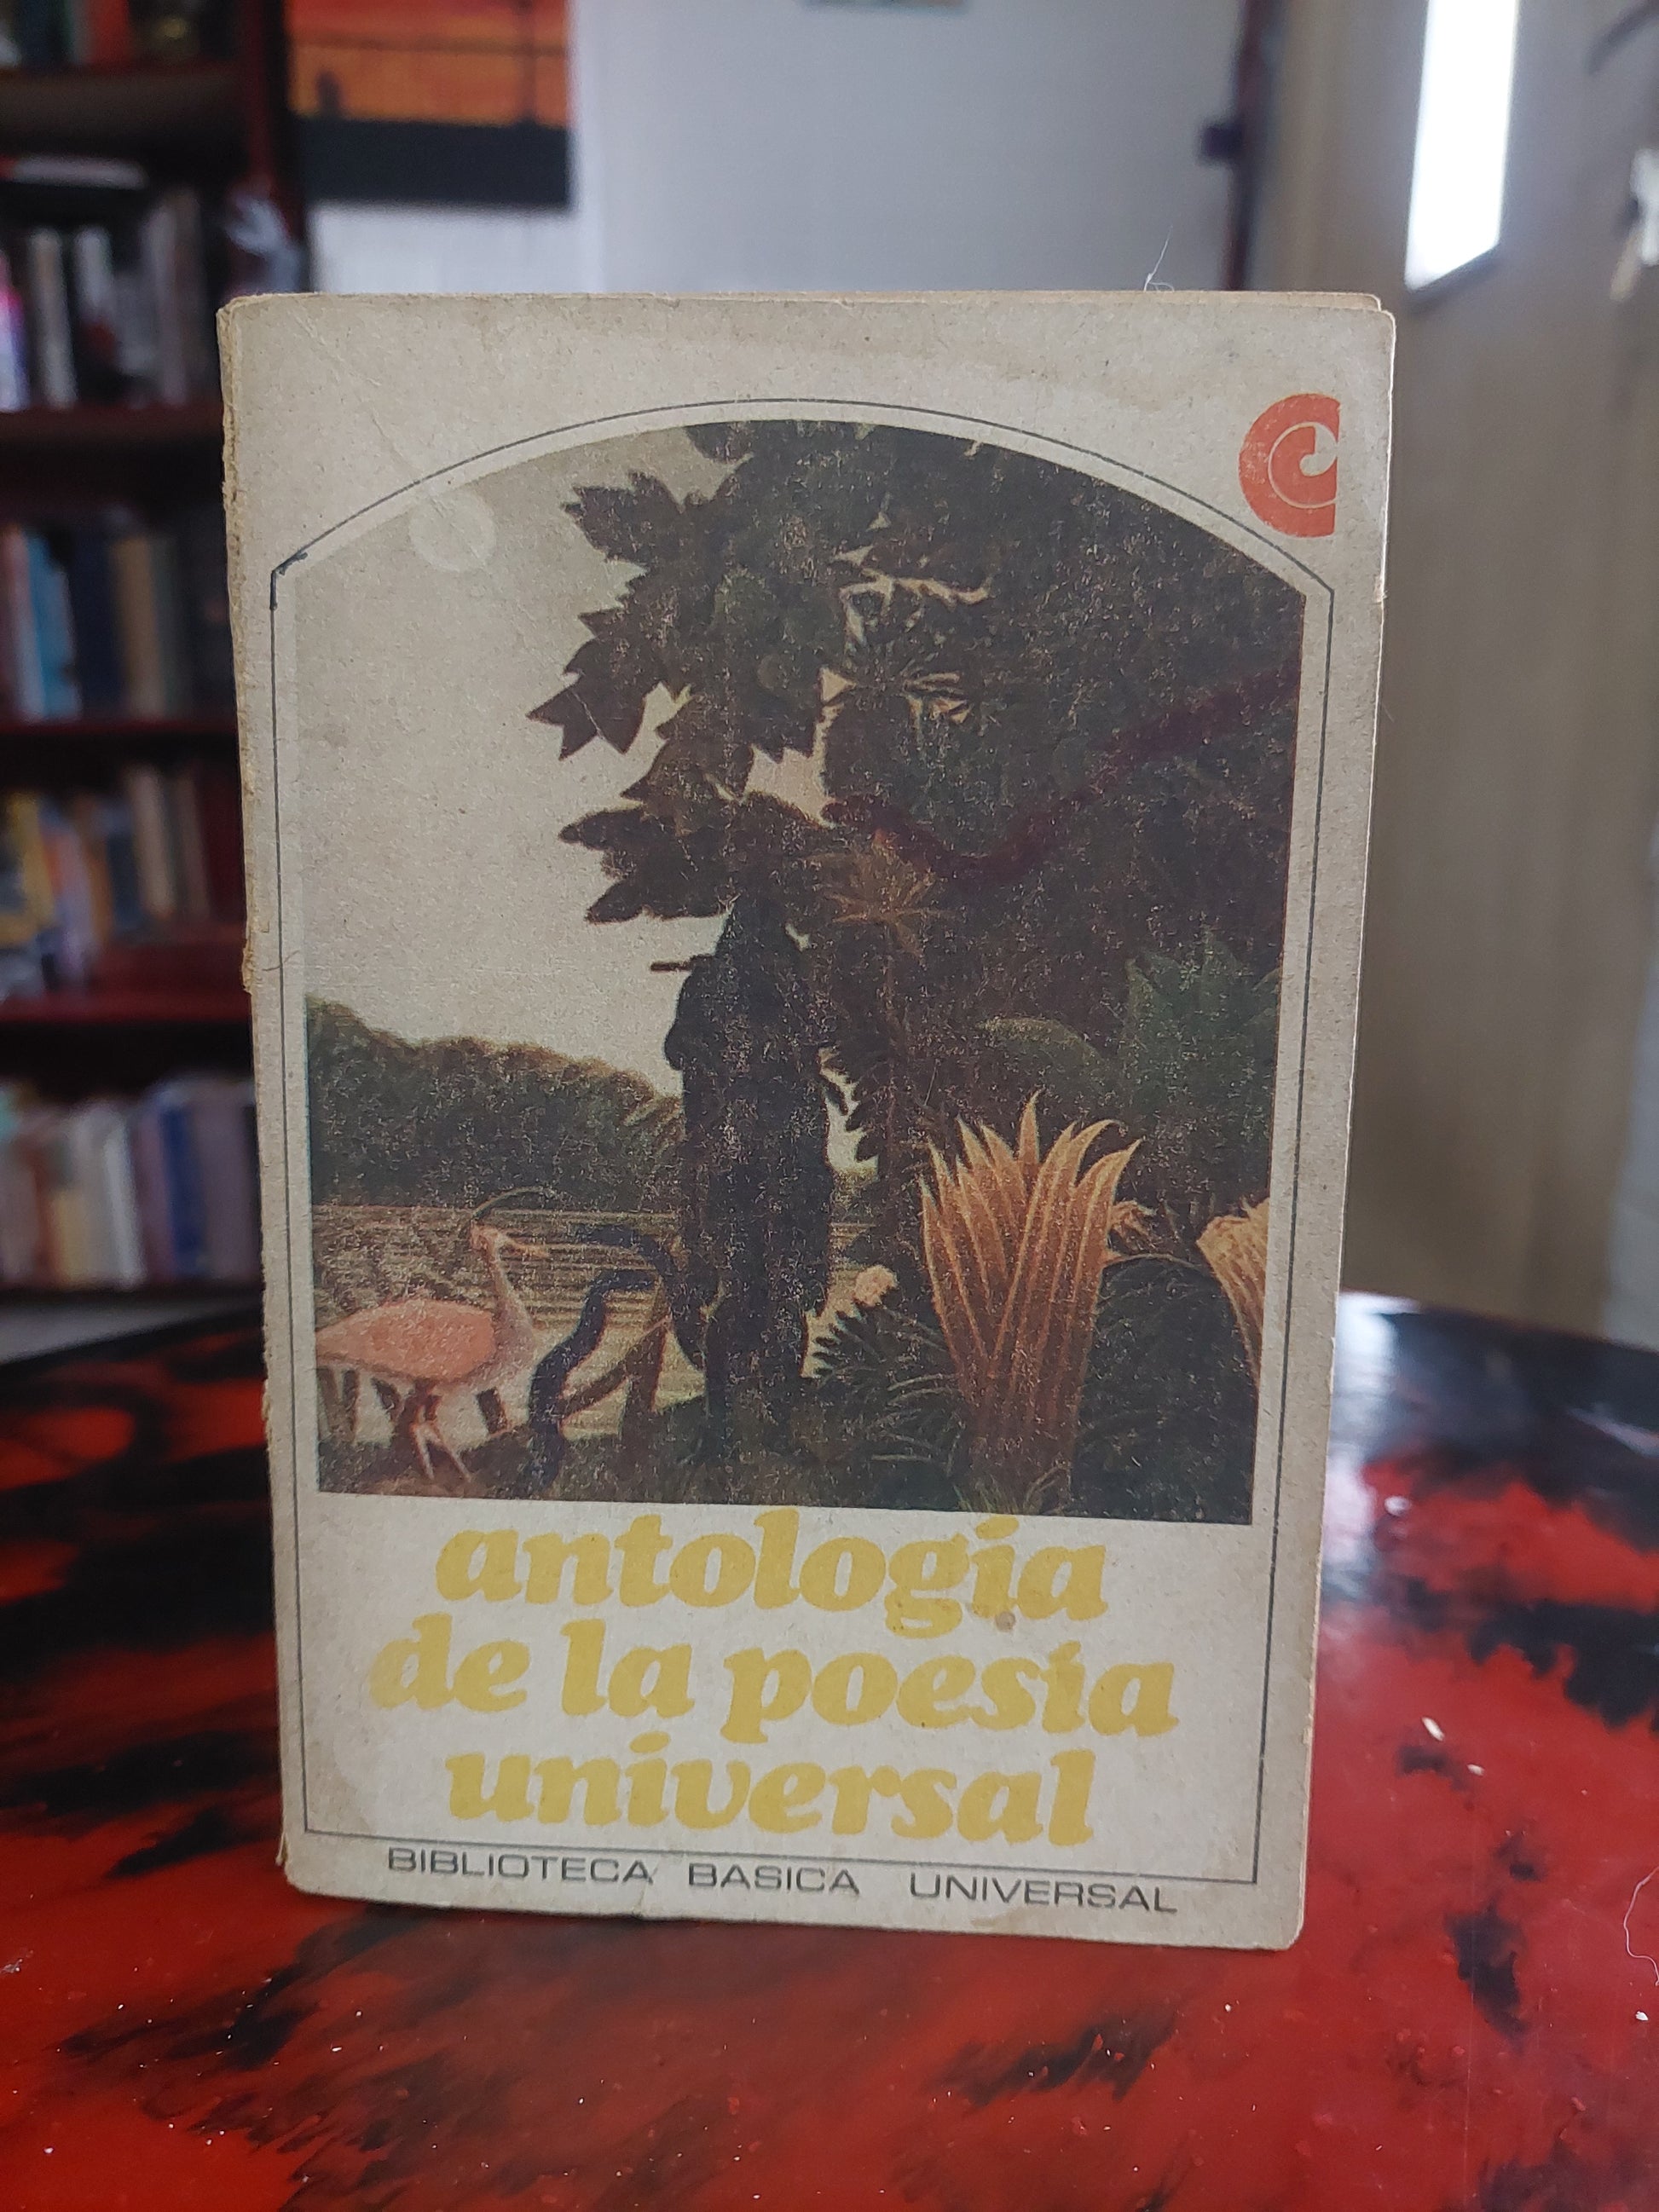 antología
de la poesía
universal
BIBLIOTECA BASICA UNIVERSAL